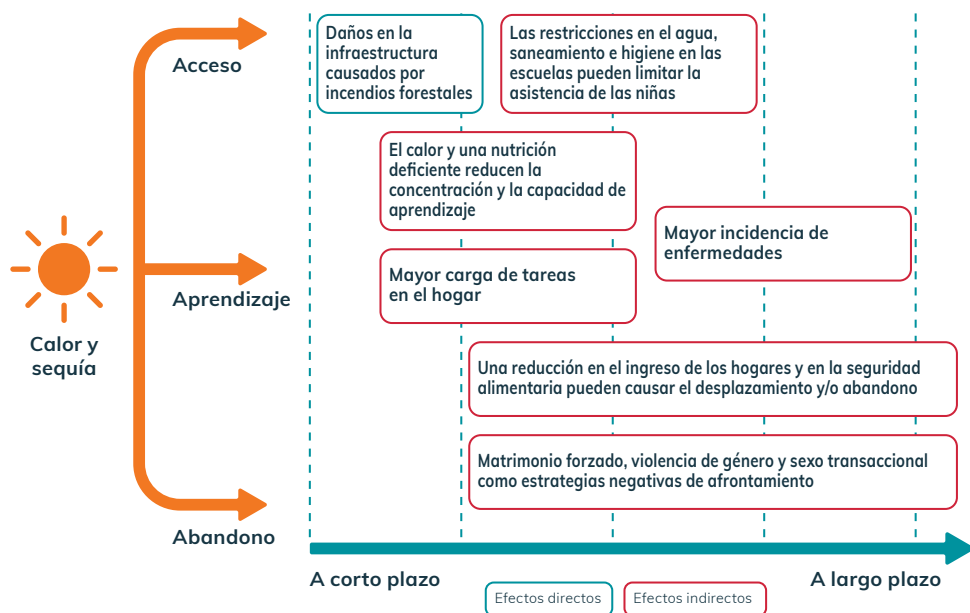 Acceso
Daños en la
infraestructura
causados por
incendios forestales
Las restricciones en el agua,
saneamiento e higiene en las
escuelas pueden limitar la
asistencia de las niñas
El calor y una nutrición
deficiente reducen la
concentración y la capacidad de
aprendizaje
Mayor incidencia de
enfermedades
Aprendizaje
Mayor carga de tareas
en el hogar
Calor y
sequía
Una reducción en el ingreso de los hogares y en la seguridad
alimentaria pueden causar el desplazamiento y/o abandono
Matrimonio forzado, violencia de género y sexo transaccional
como estrategias negativas de afrontamiento
Abandono
A corto plazo
A largo plazo
Efectos directos
Efectos indirectos